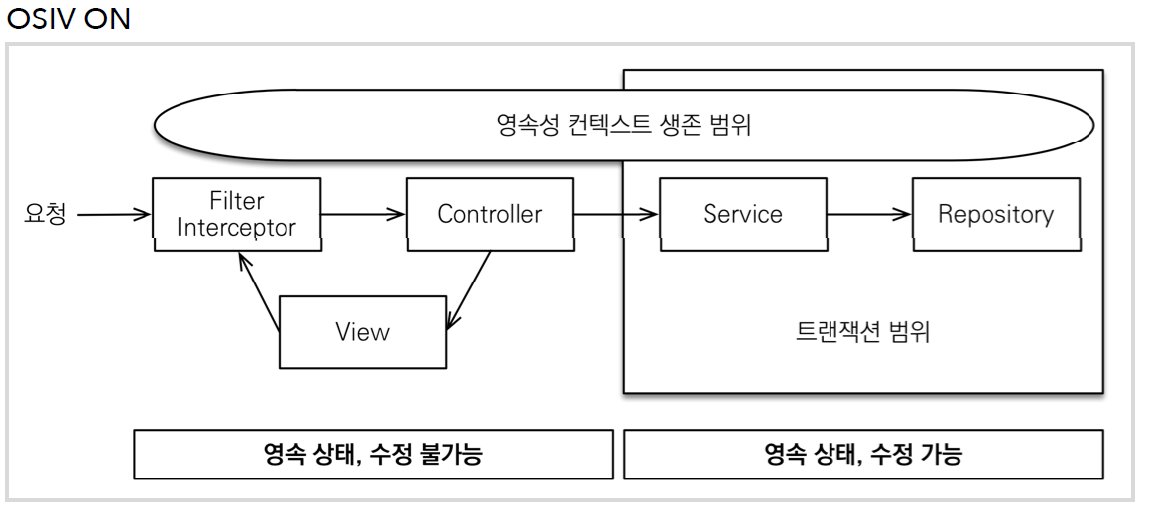 OSIV ON
영속성 컨텍스트 생존 범위
요청
Filter
Interceptor
Controller
Service
Repository
View
트랜잭션 범위
영속 상태, 수정 불가능
영속 상태, 수정 가능